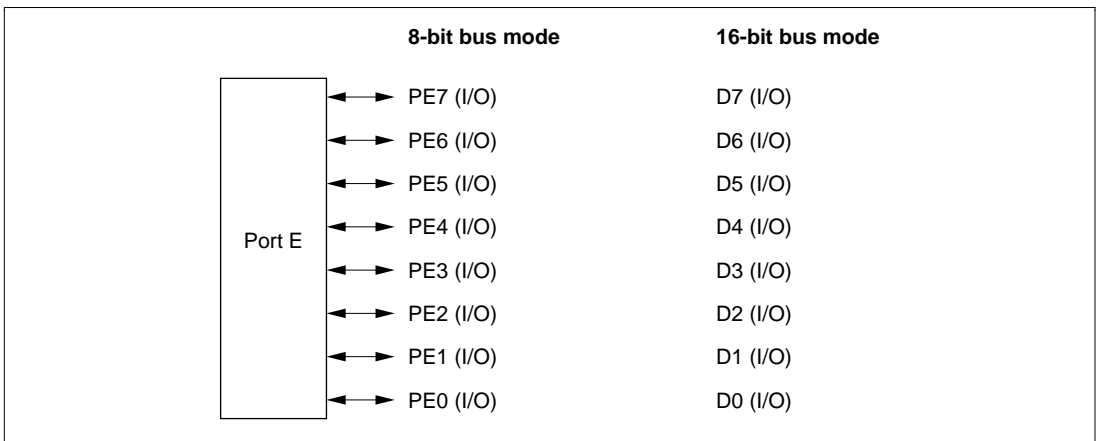 8-bit bus mode 16-bit bus mode
PE7 (I/O) D7 (I/O)
PE6 (I/O) D6 (I/O)
PE5 (I/O) D5 (I/O)
PE4 (I/O) D4 (I/O)
Port E
PE3 (I/O) D3 (I/O)
PE2 (I/O) D2 (I/O)
PE1 (I/O) D1 (I/O)
PE0 (I/O) D0 (I/O)